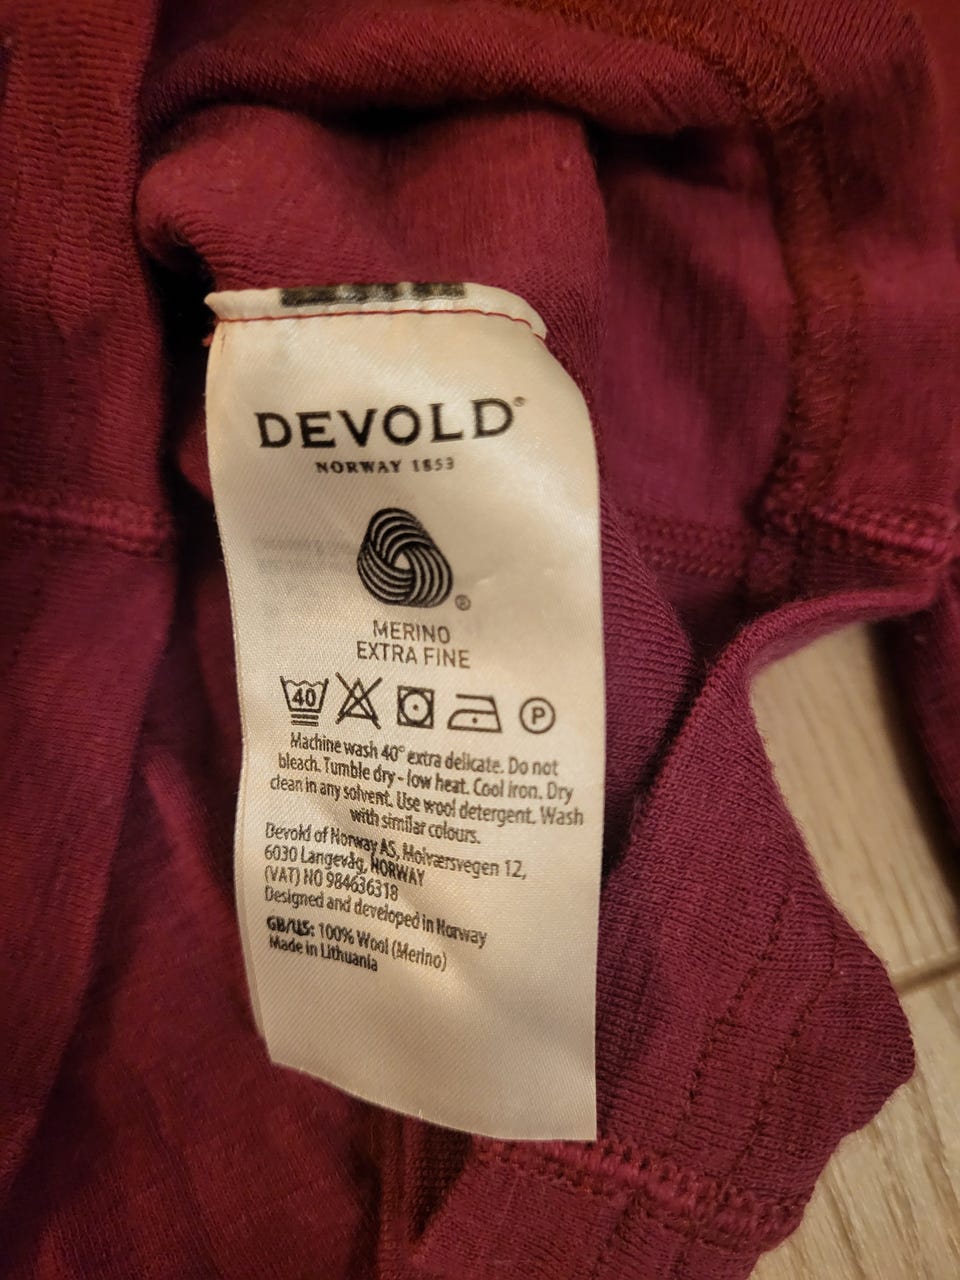 DEVOLD®
NORWAY 1853
®
MERINO
EXTRA FINE
40 P
Machine wash 40° extra delicate. Do not
bleach. Tumble dry - low heat. Cool iron. Dry
clean in any solvent. Use wool detergent. Wash
with similar colours.
Devold of Norway AS, Molværsvegen 12,
6030 Langevåg, NORWAY
(VAT) NO 984636318
Designed and developed in Norway
GB/US: 100% Wool (Merino)
Made in Lithuania